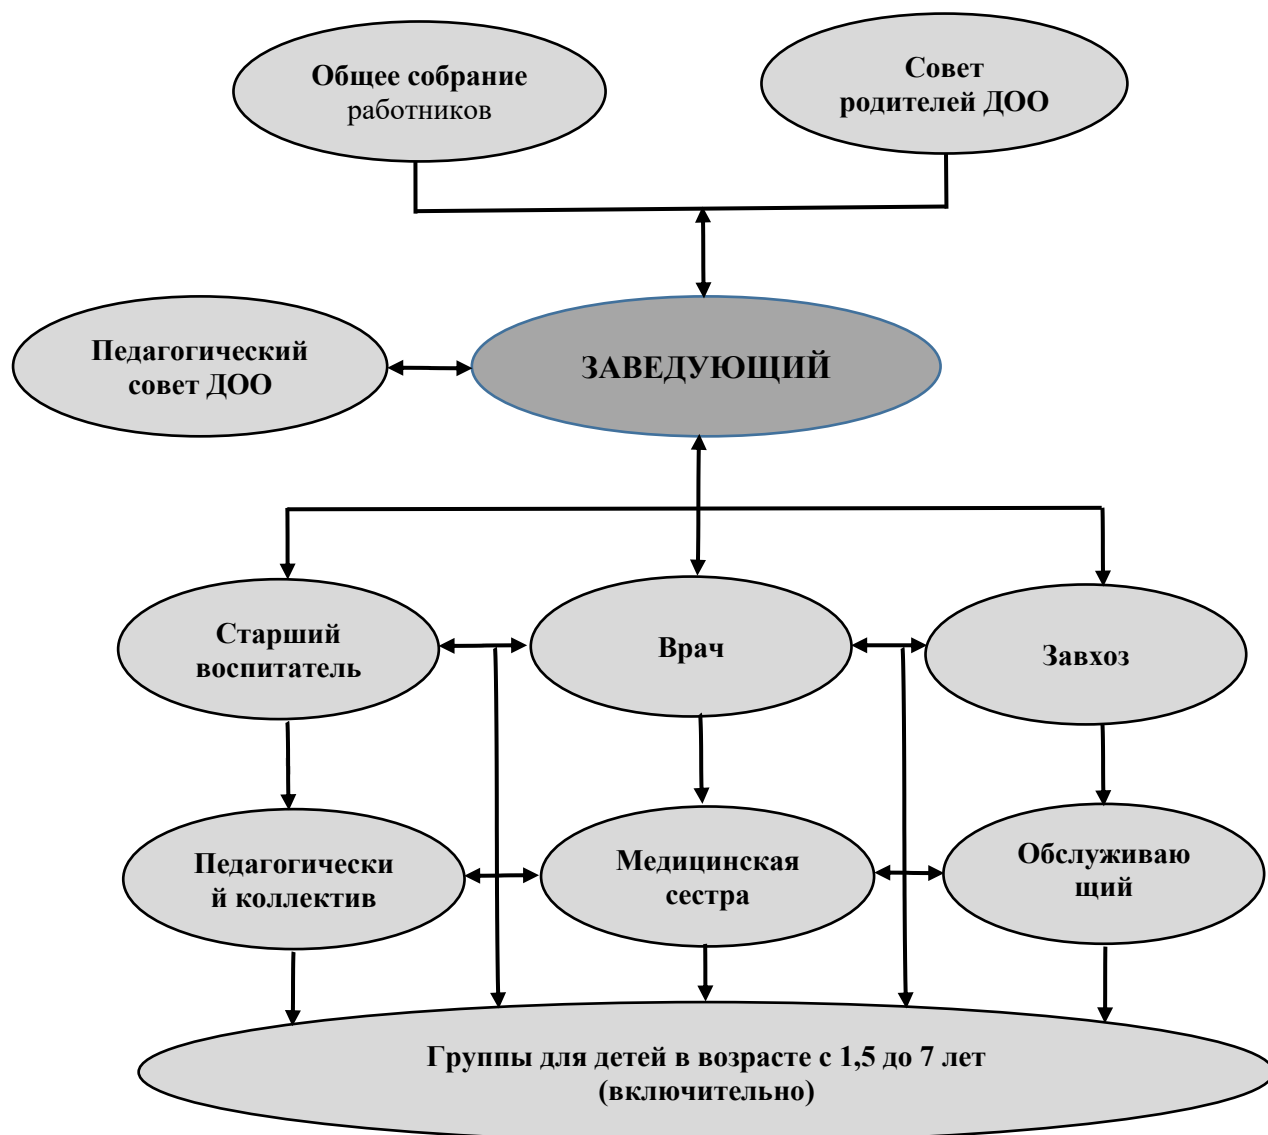 Общее собрание
работников
Совет
родителей ДОО
Педагогический
совет ДОО
ЗАВЕДУЮЩИЙ
Старший
воспитатель
Врач
Завхоз
Педагогически
й коллектив
Медицинская
сестра
Обслуживаю
щий
Группы для детей в возрасте с 1,5 до 7 лет
(включительно)